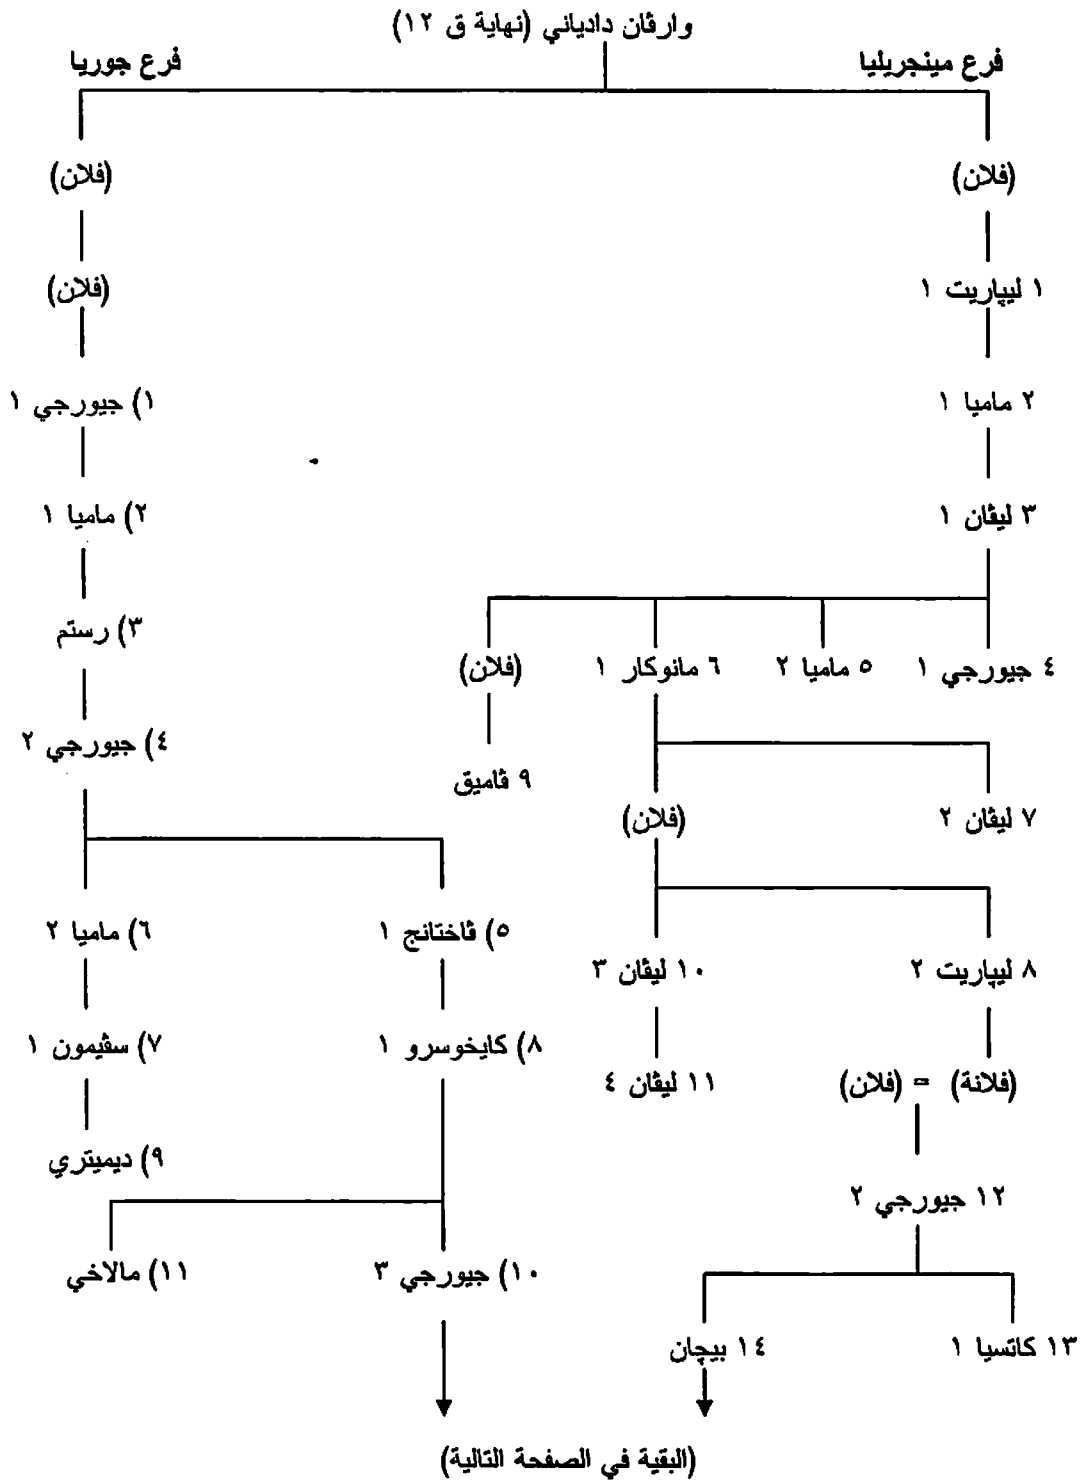 وارڤان دادياني (نهاية ق ١٢)
فرع مينجريليا فرع جوريا
(فلان) (فلان)
١ ليپاريت ١ (فلان)
٢ ماميا ١ ١) جيورجي ١
٣ ليڤان ١ ٢) ماميا ١
٣) رستم
٤ جيورجي ١ ٥ ماميا ٢ ٦ مانوكار ١ (فلان)
٤) جيورجي ٢
٩ ڤاميق
٧ ليڤان ٢ (فلان)
٥) ڤاختانج ١ ٦) ماميا ٢
٨ ليپاريت ٢ ١٠ ليڤان ٣
٨) كايخوسرو ١ ٧) سڤيمون ١
(فلانة) = (فلان) ١١ ليڤان ٤
٩) ديميتري
١٢ جيورجي ٢
١٠) جيورجي ٣ ١١) مالاخي
١٣ كاتسيا ١ ١٤ بيچان
(البقية في الصفحة التالية)